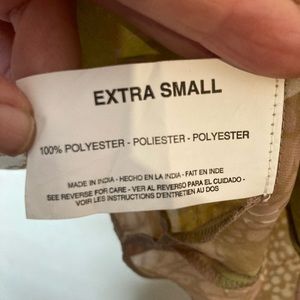 EXTRA SMALL
100% POLYESTER - POLIESTER - POLYESTER
MADE IN INDIA - HECHO EN LA INDIA - FAIT EN INDE
SEE REVERSE FOR CARE - VER AL REVERSO PARA EL CUIDADO -
VOIR LES INSTRUCTIONS D'ENTRETIEN AU DOS